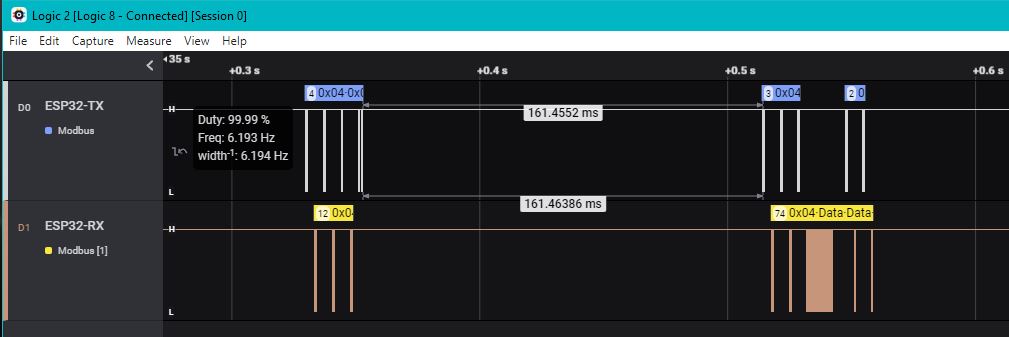 Logic 2 [Logic 8 - Connected] [Session 0]
File Edit Capture Measure View Help
35 s
+0.3 s +0.4 s +0.5 s +0.6 s
D0 ESP32-TX
Modbus
H
L
4 0x04-0x0
3 0x04
2 0
161.4552 ms
Duty: 99.99 %
Freq: 6.193 Hz
width-1: 6.194 Hz
161.46386 ms
D1 ESP32-RX
Modbus [1]
H
L
12 0x04
74 0x04-Data-Data-